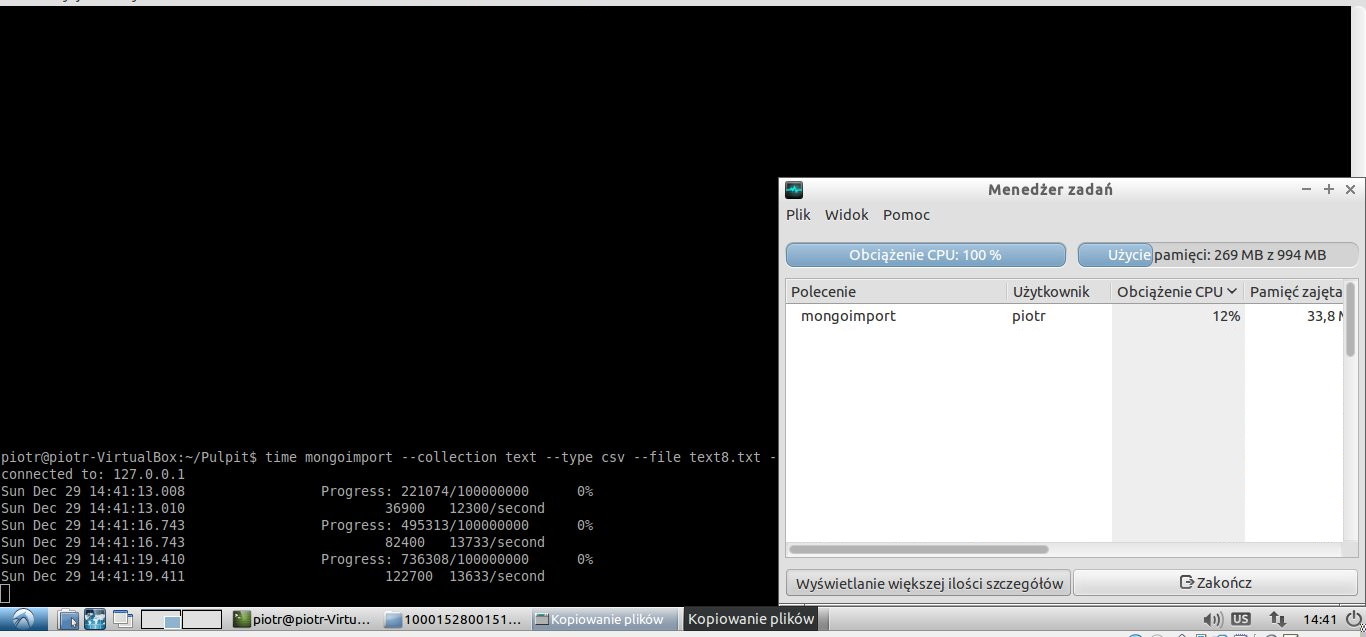 Menedżer zadań
Plik Widok Pomoc
Obciążenie CPU: 100 % Użycie pamięci: 269 MB z 994 MB
Polecenie Użytkownik Obciążenie CPU Pamięć zajęta
mongoimport piotr 12% 33,8
piotr@piotr-VirtualBox:~/Pulpit$ time mongoimport --collection text --type csv --file text8.txt -
connected to: 127.0.0.1
Sun Dec 29 14:41:13.008 Progress: 221074/100000000 0%
Sun Dec 29 14:41:13.010 36900 12300/second
Sun Dec 29 14:41:16.743 Progress: 495313/100000000 0%
Sun Dec 29 14:41:16.743 82400 13733/second
Sun Dec 29 14:41:19.410 Progress: 736308/100000000 0%
Sun Dec 29 14:41:19.411 122700 13633/second
Wyświetlanie większej ilości szczegółów Zakończ
piotr@piotr-Virtu... 1000152800151... Kopiowanie plików Kopiowanie plików US 14:41